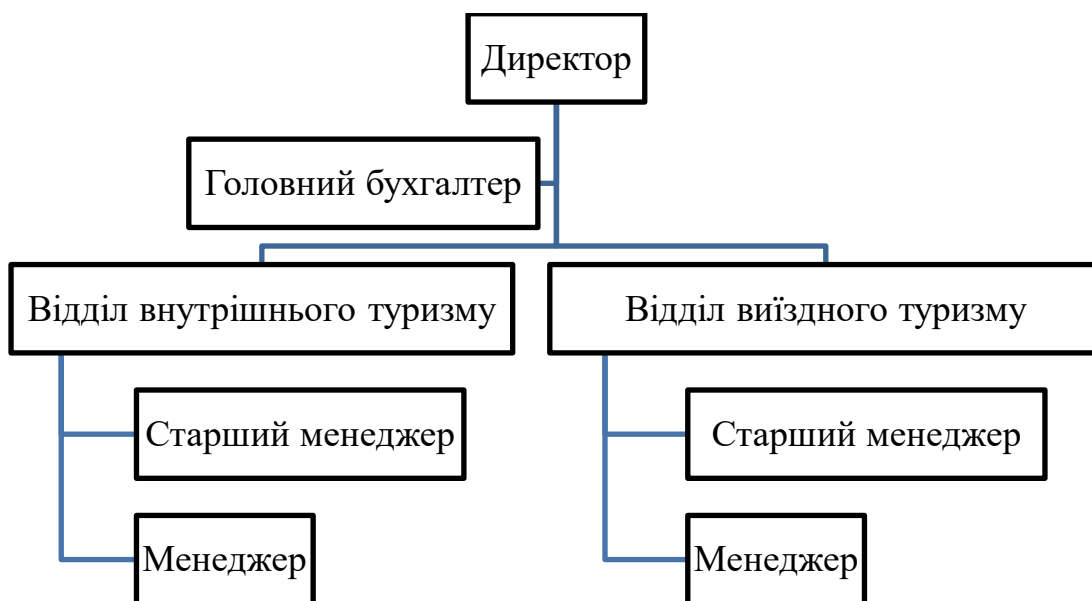 Директор
Головний бухгалтер
Відділ внутрішнього туризму
Відділ виїздного туризму
Старший менеджер
Старший менеджер
Менеджер
Менеджер